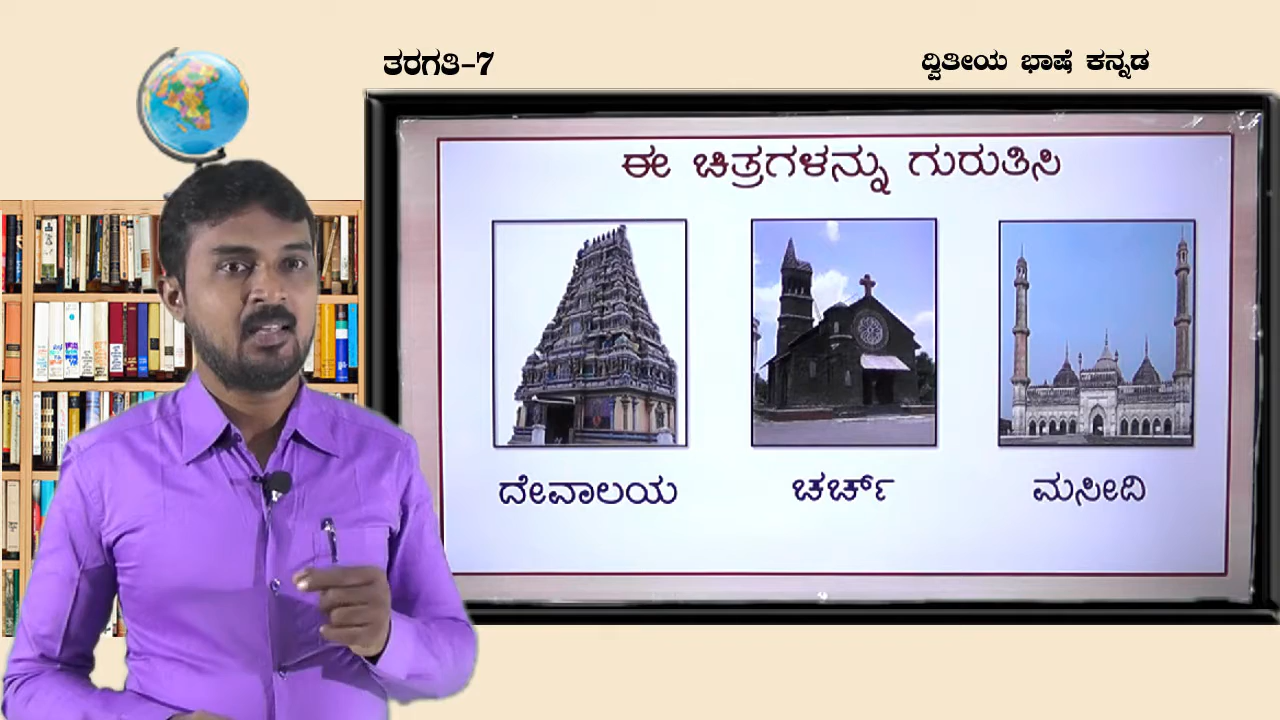 ತರಗತಿ-7
ದ್ವಿತೀಯ ಭಾಷೆ ಕನ್ನಡ
ಈ ಚಿತ್ರಗಳನ್ನು ಗುರುತಿಸಿ
ದೇವಾಲಯ
ಚರ್ಚ್
ಮಸೀದಿ